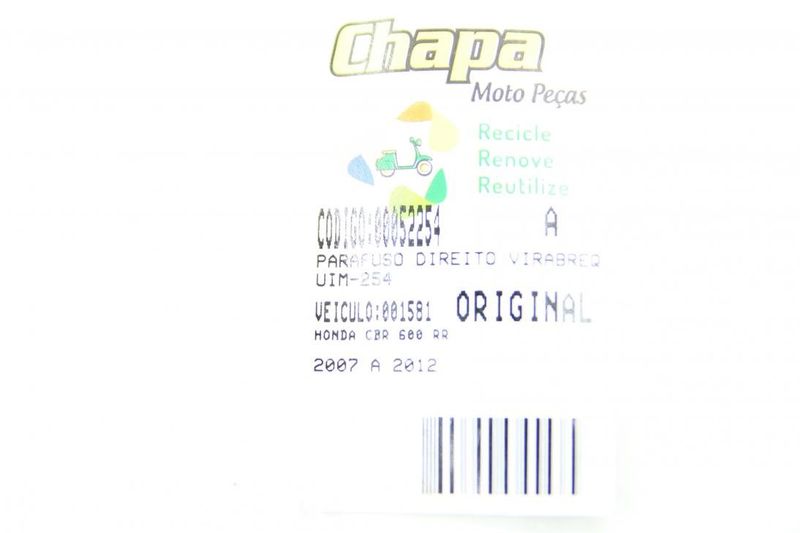 Chapa
Moto Peças
Recicle
Renove
Reutilize
CODIGO:00052254 A
PARAFUSO DIREITO VIRABREQ
UIM-254
VEICULO:001581 ORIGINAL
HONDA CBR 600 RR
2007 A 2012